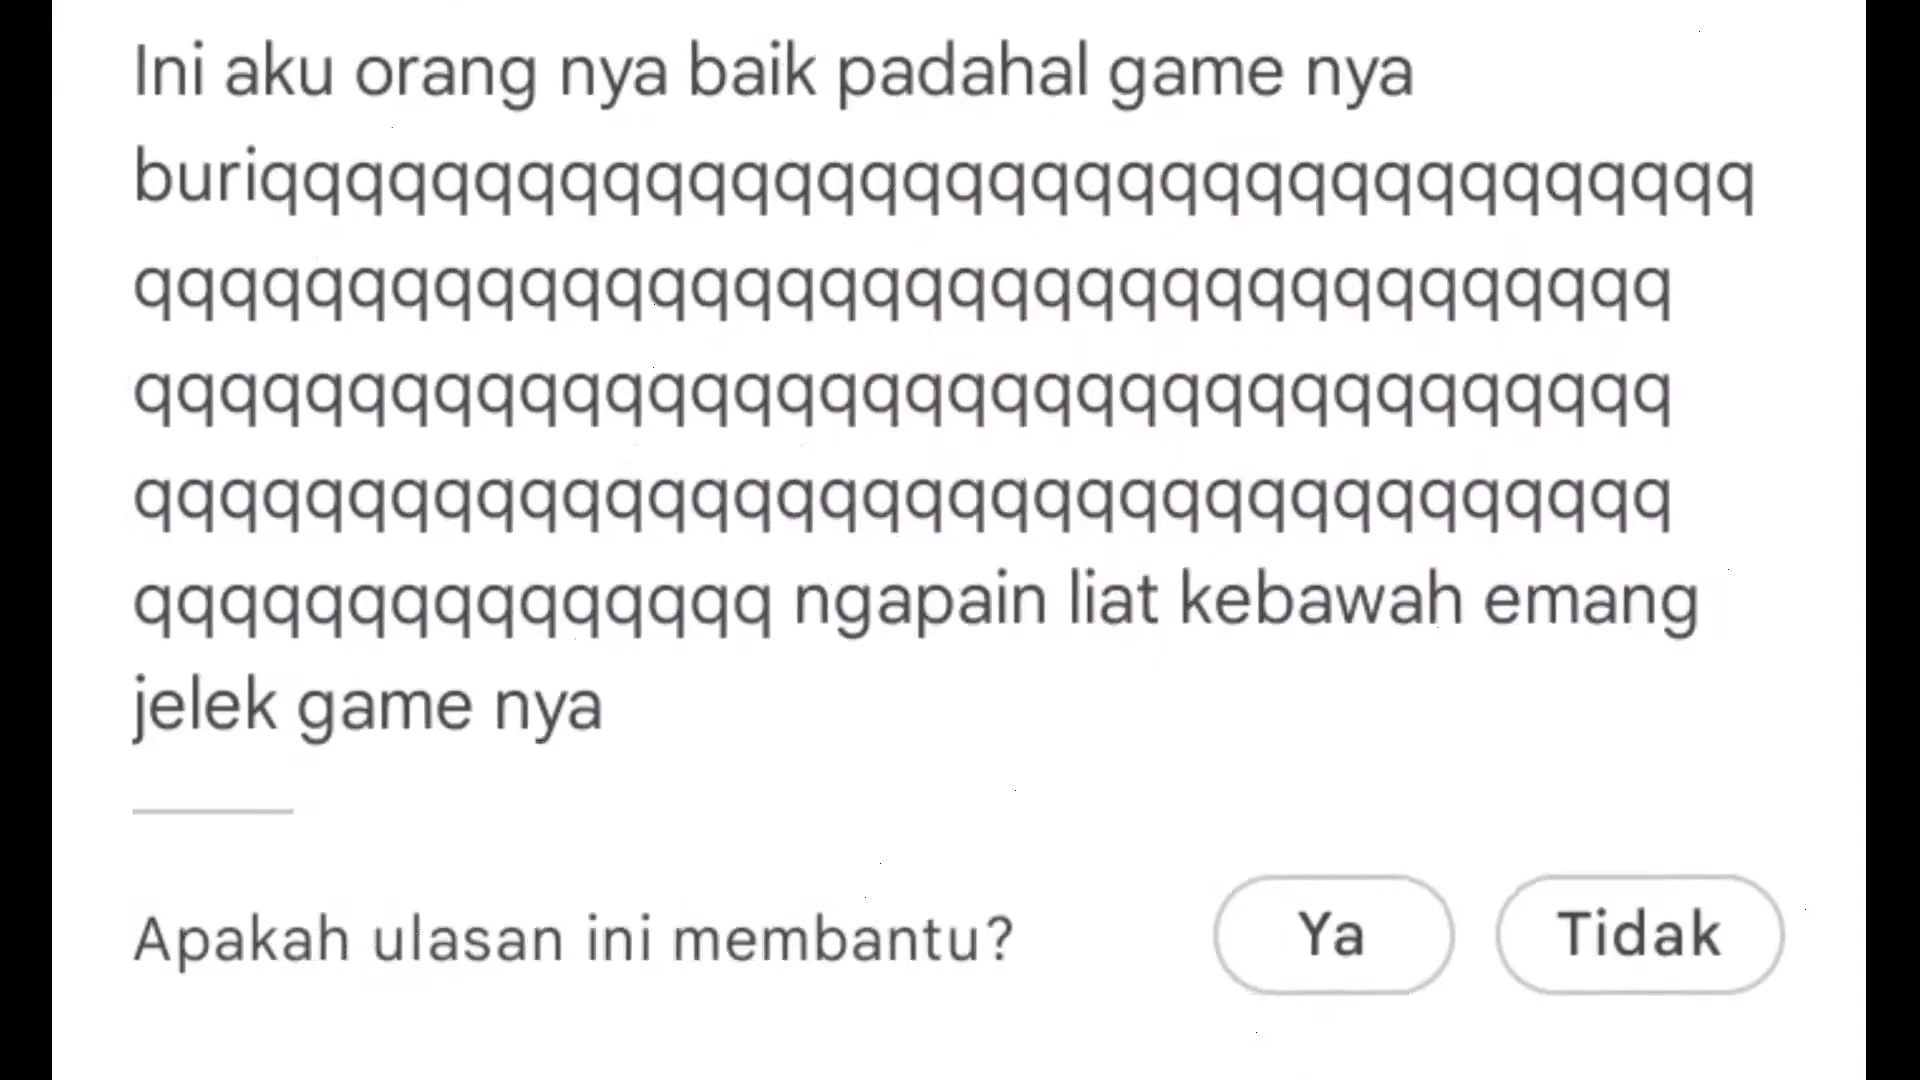 Ini aku orang nya baik padahal game nya
buriqqqqqqqqqqqqqqqqqqqqqqqqqqqqqqqqqqq
qqqqqqqqqqqqqqqqqqqqqqqqqqqqqqqqqqqq
qqqqqqqqqqqqqqqqqqqqqqqqqqqqqqqqqqqq
qqqqqqqqqqqqqqqqqqqqqqqqqqqqqqqqqqqq
qqqqqqqqqqqqqqq ngapain liat kebawah emang
jelek game nya
Apakah ulasan ini membantu? Ya Tidak